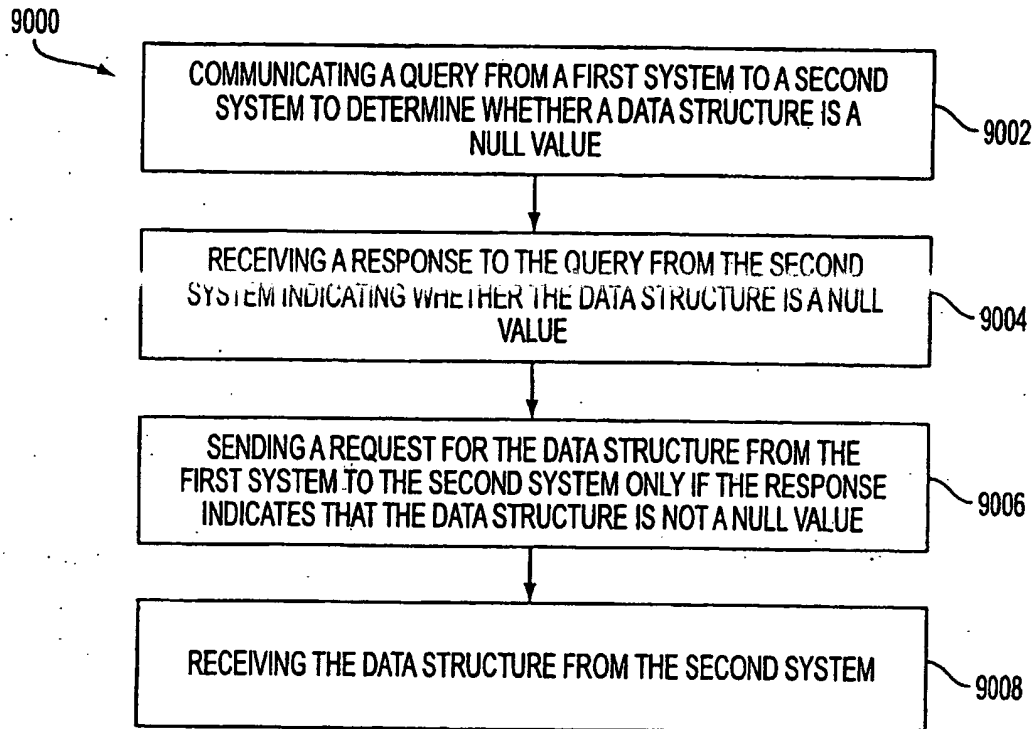 9000
COMMUNICATING A QUERY FROM A FIRST SYSTEM TO A SECOND
SYSTEM TO DETERMINE WHETHER A DATA STRUCTURE IS A
NULL VALUE
9002
RECEIVING A RESPONSE TO THE QUERY FROM THE SECOND
SYSTEM INDICATING WHETHER THE DATA STRUCTURE IS A NULL
VALUE
9004
SENDING A REQUEST FOR THE DATA STRUCTURE FROM THE
FIRST SYSTEM TO THE SECOND SYSTEM ONLY IF THE RESPONSE
INDICATES THAT THE DATA STRUCTURE IS NOT A NULL VALUE
9006
RECEIVING THE DATA STRUCTURE FROM THE SECOND SYSTEM
9008